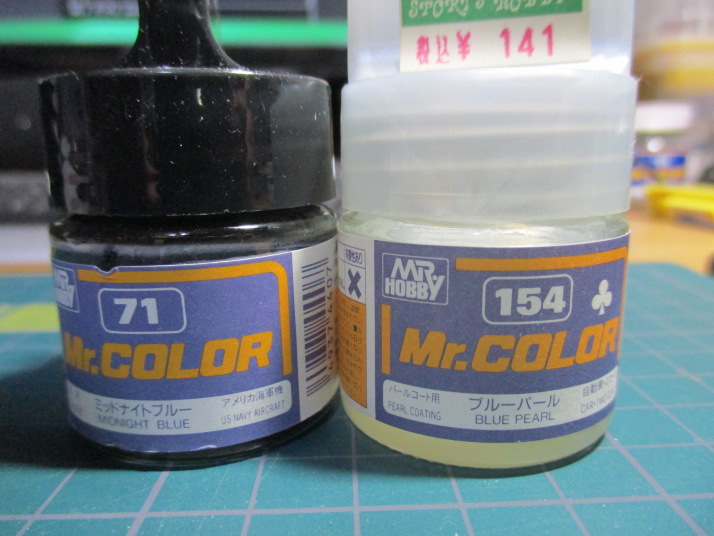 SPORTS HOBBY
税込¥ 141
MR HOBBY
71
Mr.COLOR
ミッドナイトブルー
MIDNIGHT BLUE
アメリカ海軍機
US NAVY AIRCRAFT
MR HOBBY
154
Mr.COLOR
パールコート用
PEARL COATING
ブルーパール
BLUE PEARL